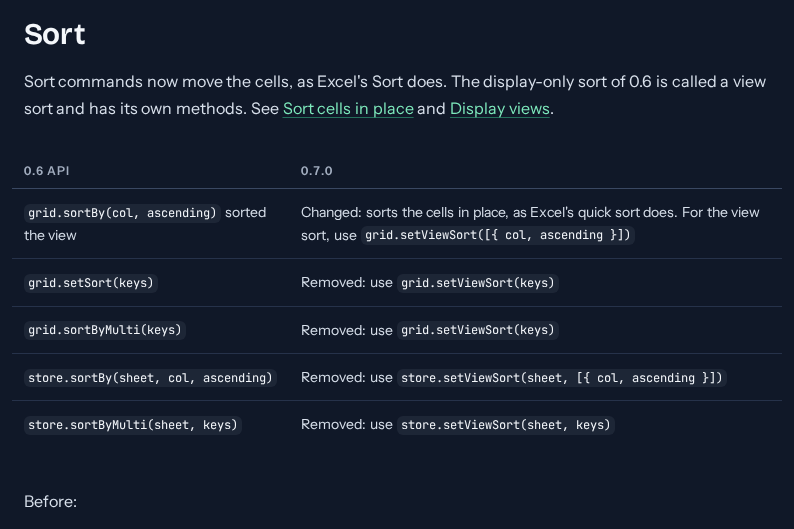 Sort
Sort commands now move the cells, as Excel's Sort does. The display-only sort of 0.6 is called a view
sort and has its own methods. See Sort cells in place and Display views.
0.6 API 0.7.0
grid.sortBy(col, ascending) sorted the view Changed: sorts the cells in place, as Excel's quick sort does. For the view sort, use grid.setViewSort([{ col, ascending }])
grid.setSort(keys) Removed: use grid.setViewSort(keys)
grid.sortByMulti(keys) Removed: use grid.setViewSort(keys)
store.sortBy(sheet, col, ascending) Removed: use store.setViewSort(sheet, [{ col, ascending }])
store.sortByMulti(sheet, keys) Removed: use store.setViewSort(sheet, keys)
Before: